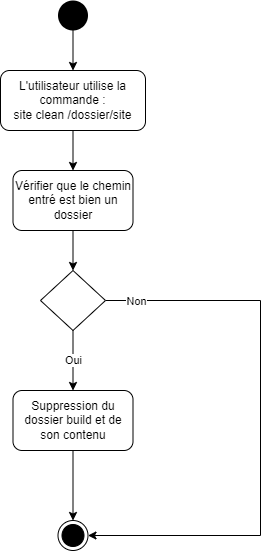 L'utilisateur utilise la
commande :
site clean /dossier/site
Vérifier que le chemin
entré est bien un
dossier
Non
Oui
Suppression du
dossier build et de
son contenu